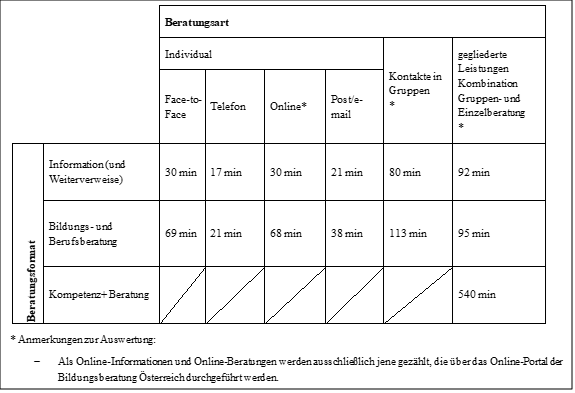 Beratungsart
Individual
Kontakte in
Gruppen
*
gegliederte
Leistungen
Kombination
Gruppen- und
Einzelberatung
*
Face-to-
Face
Telefon
Online*
Post/e-
mail
Beratungsformat
Information (und
Weiterverweise)
30 min
17 min
30 min
21 min
80 min
92 min
Bildungs- und
Berufsberatung
69 min
21 min
68 min
38 min
113 min
95 min
Kompetenz+ Beratung
540 min
* Anmerkungen zur Auswertung:
– Als Online-Informationen und Online-Beratungen werden ausschließlich jene gezählt, die über das Online-Portal der
Bildungsberatung Österreich durchgeführt werden.